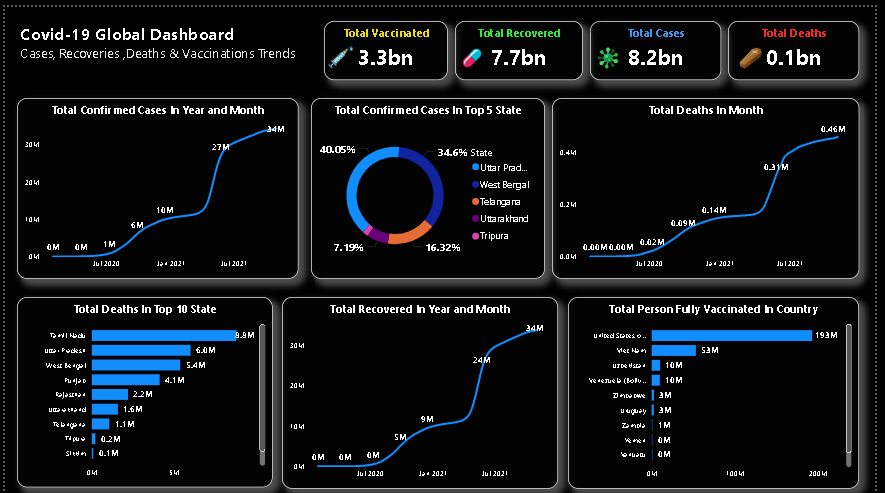 Covid-19 Global Dashboard
Cases, Recoveries ,Deaths & Vaccinations Trends
Total Vaccinated
3.3bn
Total Recovered
7.7bn
Total Cases
8.2bn
Total Deaths
0.1bn
Total Confirmed Cases In Year and Month
30M
20M
10M
0M
0M
0M
1M
6M
10M
27M
34M
Jul 2020
Jan 2021
Jul 2021
Total Confirmed Cases In Top 5 State
40.05%
34.6%
16.32%
7.19%
State
Uttar Prad...
West Bengal
Telangana
Uttarakhand
Tripura
Total Deaths In Month
0.4M
0.2M
0.0M
0.00M
0.00M
0.02M
0.09M
0.14M
0.31M
0.46M
Jul 2020
Jan 2021
Jul 2021
Total Deaths In Top 10 State
Tamil Nadu
8.8M
Uttar Pradesh
6.0M
West Bengal
5.4M
Punjab
4.1M
Rajasthan
2.2M
Uttarakhand
1.6M
Telangana
1.1M
Tripura
0.2M
Sikkim
0.1M
0M
5M
Total Recovered In Year and Month
30M
20M
10M
0M
0M
0M
0M
5M
9M
24M
34M
Jul 2020
Jan 2021
Jul 2021
Total Person Fully Vaccinated In Country
United States o...
193M
Viet Nam
53M
Uzbekistan
10M
Venezuela (Boliv...
10M
Zimbabwe
3M
Uruguay
3M
Zambia
1M
Yemen
0M
Vanuatu
0M
0M
100M
200M